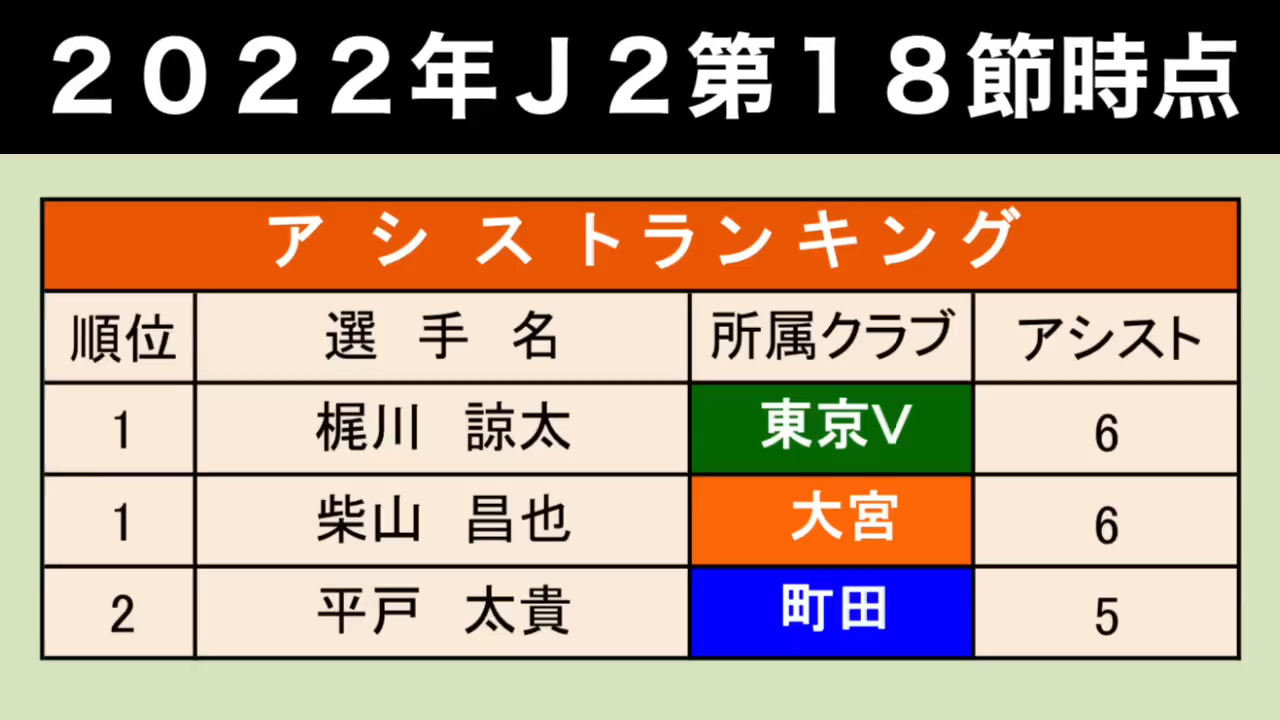 ２０２２年Ｊ２第１８節時点
アシストランキング
順位 選手名 所属クラブ アシスト
1 梶川 諒太 東京V 6
1 柴山 昌也 大宮 6
2 平戸 太貴 町田 5